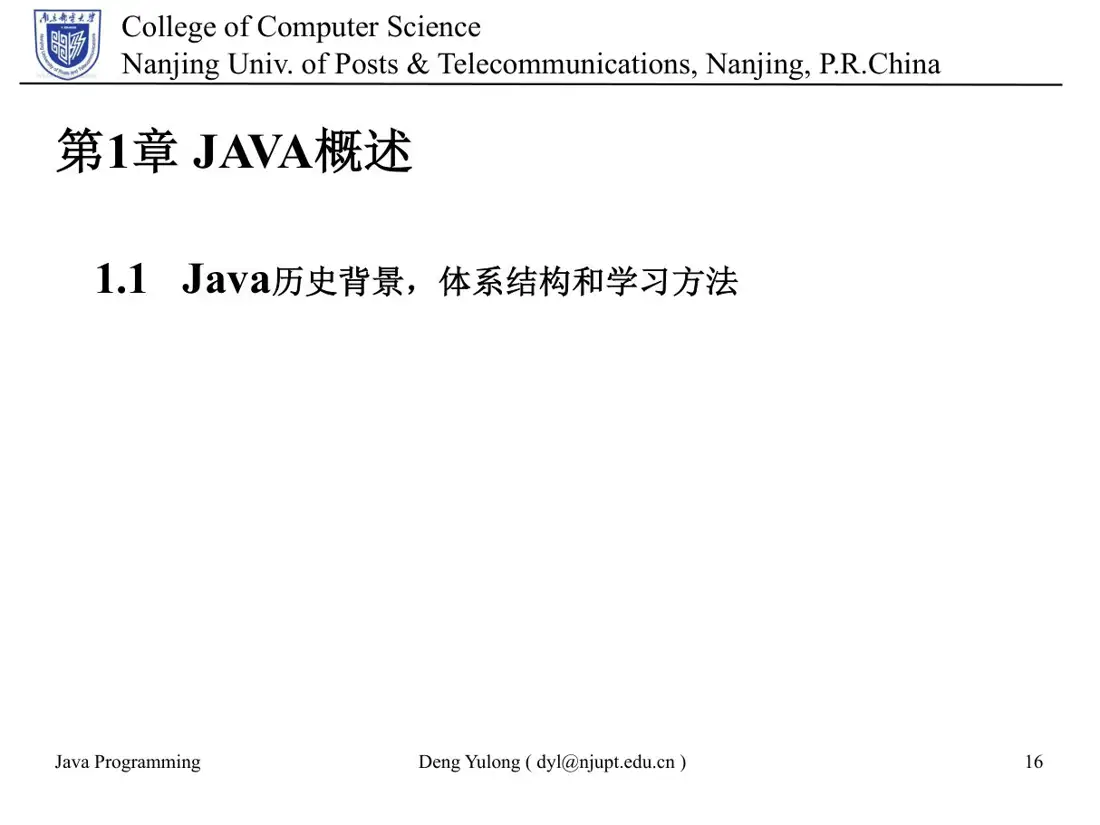 College of Computer Science
Nanjing Univ. of Posts & Telecommunications, Nanjing, P.R.China
第1章 JAVA概述
1.1 Java历史背景，体系结构和学习方法
Java Programming
Deng Yulong ( dyl@njupt.edu.cn )
16